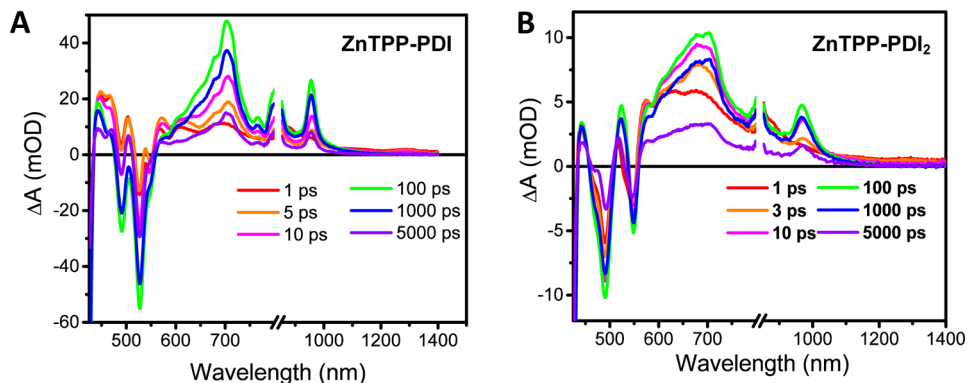 A
ZnTPP-PDI
ΔA (mOD)
40
20
0
-20
-40
-60
1 ps
5 ps
10 ps
100 ps
1000 ps
5000 ps
500
600
700
1000
1200
1400
Wavelength (nm)
B
ZnTPP-PDI₂
ΔA (mOD)
10
5
0
-5
-10
1 ps
3 ps
10 ps
100 ps
1000 ps
5000 ps
500
600
700
1000
1200
1400
Wavelength (nm)